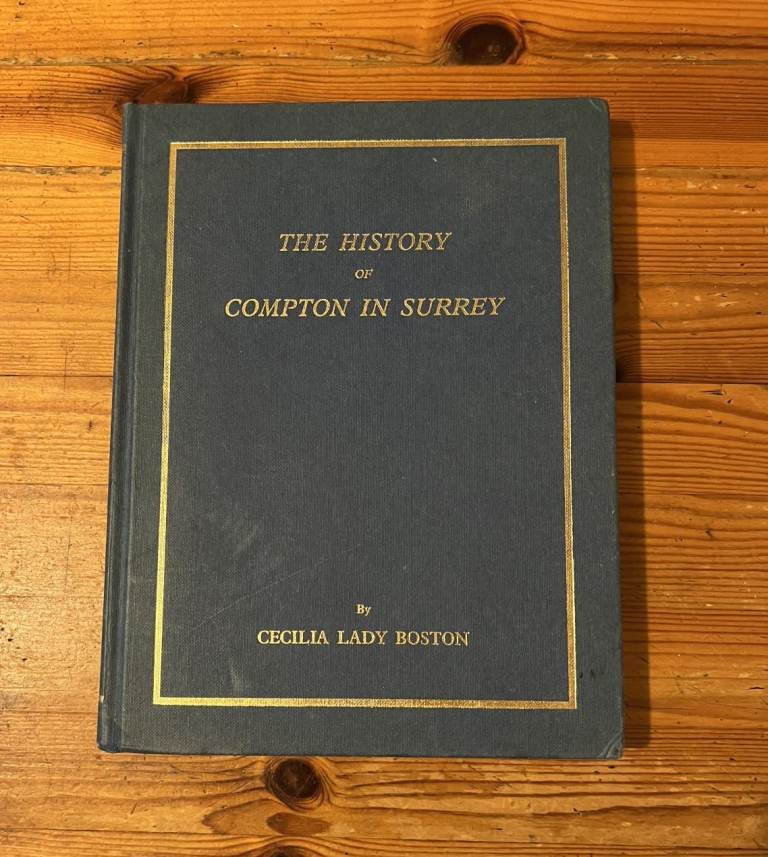 THE HISTORY
OF
COMPTON IN SURREY
By
CECILIA LADY BOSTON